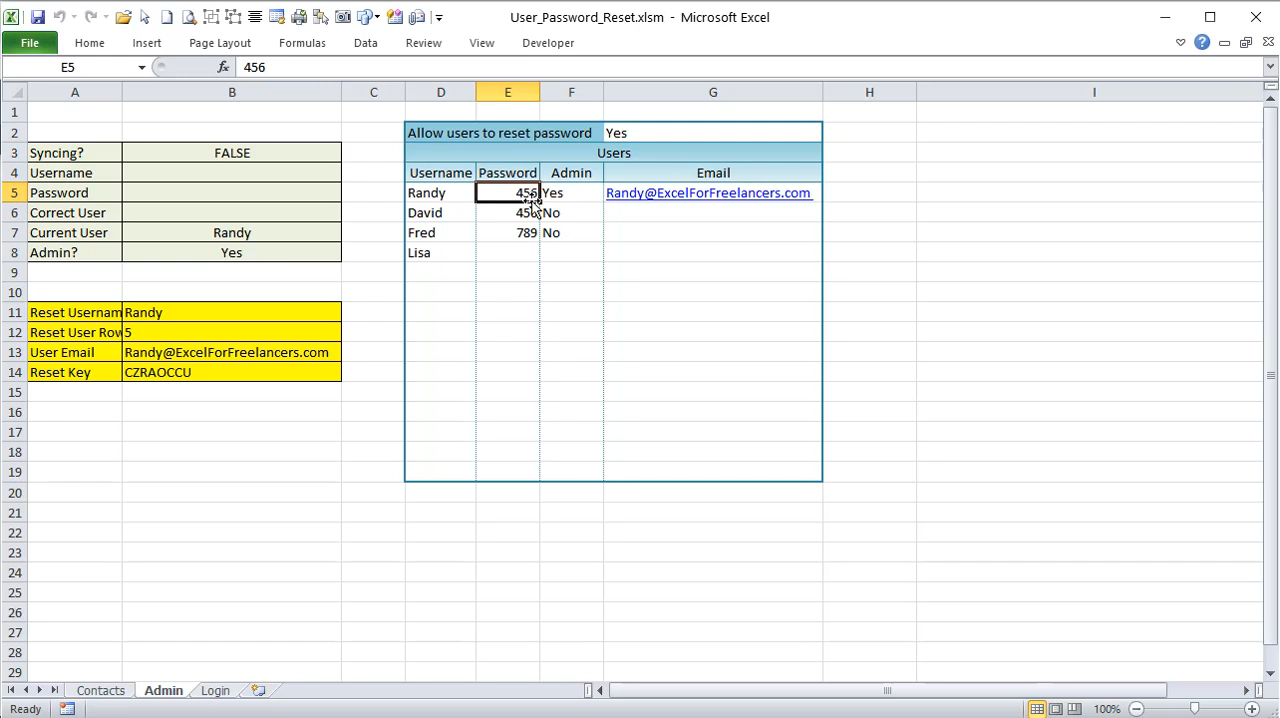 User_Password_Reset.xlsm - Microsoft Excel
File Home Insert Page Layout Formulas Data Review View Developer
E5 fx 456
A B C D E F G H I
1
2 Allow users to reset password Yes
3 Syncing? FALSE Users
4 Username Username Password Admin Email
5 Password Randy 456 Yes Randy@ExcelForFreelancers.com
6 Correct User David 456 No
7 Current User Randy Fred 789 No
8 Admin? Yes Lisa
9
10
11 Reset Usernam Randy
12 Reset User Row 5
13 User Email Randy@ExcelForFreelancers.com
14 Reset Key CZRAOCCU
15
16
17
18
19
20
21
22
23
24
25
26
27
28
29
Contacts Admin Login
Ready 100%